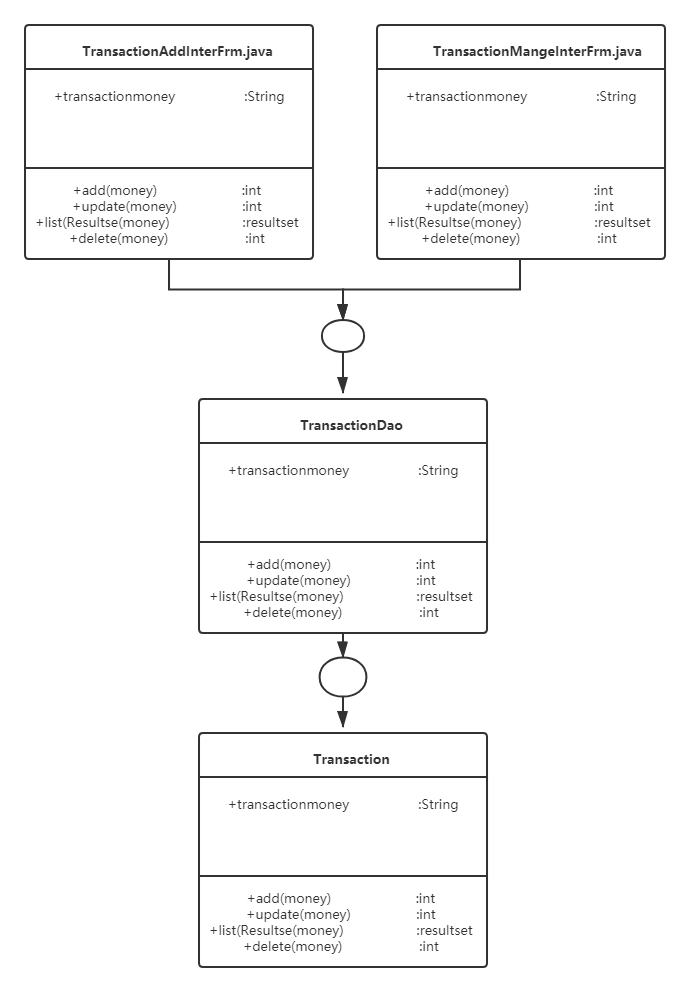 TransactionAddInterFrm.java
+transactionmoney :String
+add(money) :int
+update(money) :int
+list(Resultse(money) :resultset
+delete(money) :int
TransactionMangeInterFrm.java
+transactionmoney :String
+add(money) :int
+update(money) :int
+list(Resultse(money) :resultset
+delete(money) :int
TransactionDao
+transactionmoney :String
+add(money) :int
+update(money) :int
+list(Resultse(money) :resultset
+delete(money) :int
Transaction
+transactionmoney :String
+add(money) :int
+update(money) :int
+list(Resultse(money) :resultset
+delete(money) :int